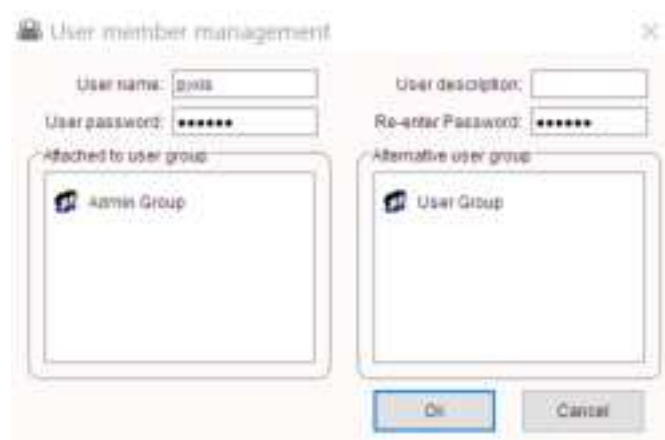 User member management
User name: pyxis
User description:
User password: ••••••
Re-enter Password: ••••••
Attached to user group
Alternative user group
Admin Group
User Group
Ok
Cancel